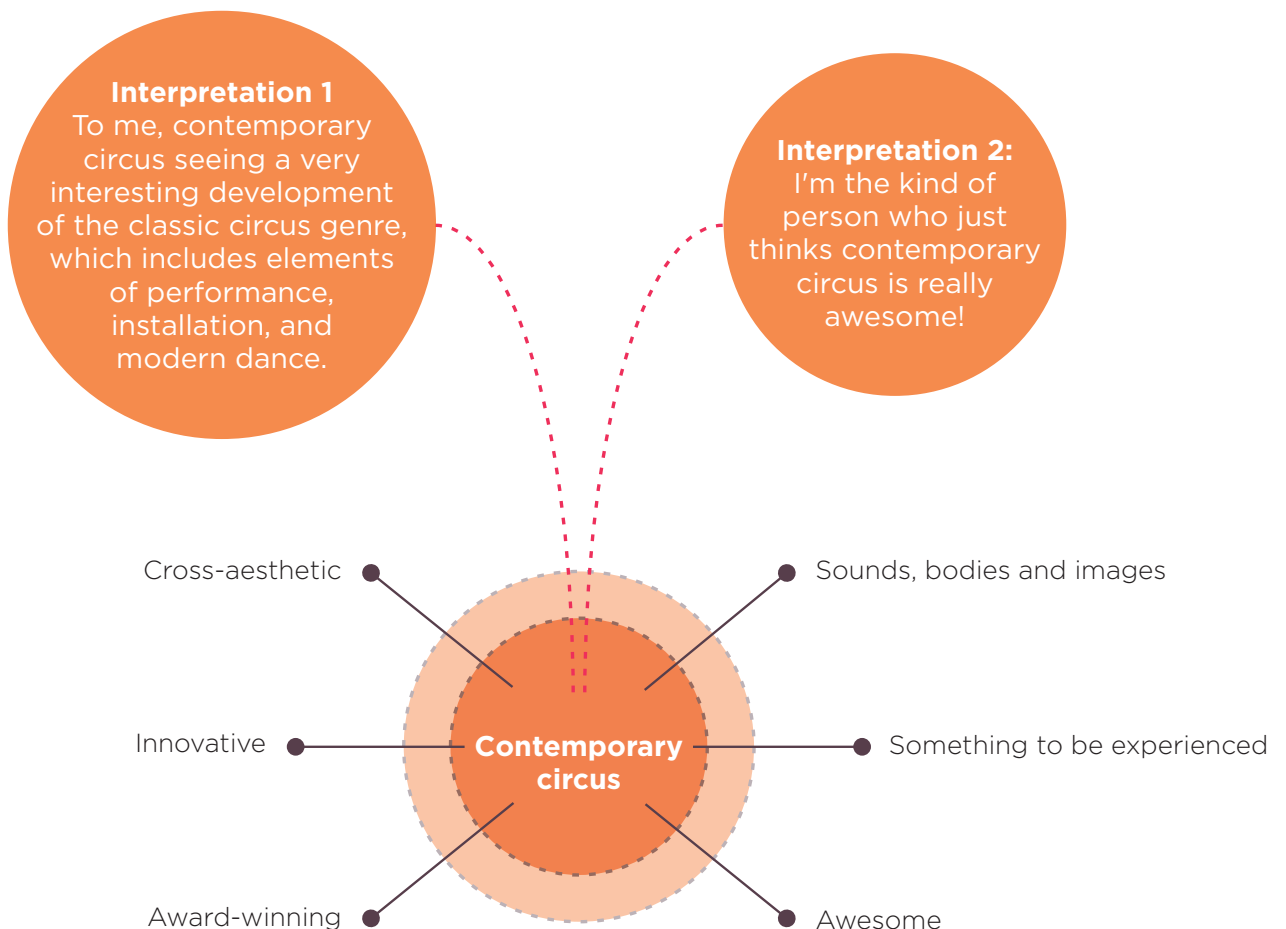 Interpretation 1
To me, contemporary
circus seeing a very
interesting development
of the classic circus genre,
which includes elements
of performance,
installation, and
modern dance.
Interpretation 2:
I'm the kind of
person who just
thinks contemporary
circus is really
awesome!
Cross-aesthetic
Sounds, bodies and images
Innovative
Contemporary
circus
Something to be experienced
Award-winning
Awesome